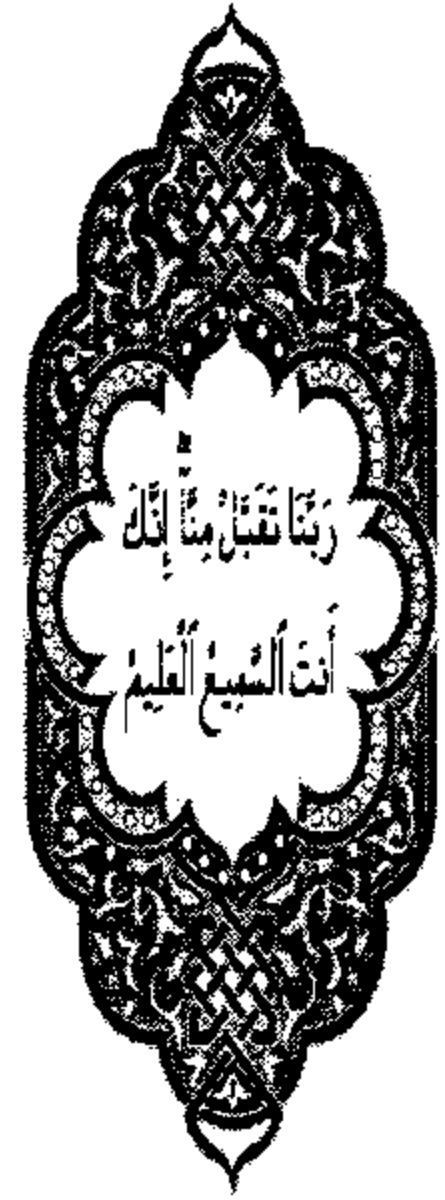 رَبَّنَا تَقَبَّلْ مِنَّآ إِنَّكَ
أَنتَ ٱلسَّمِيعُ ٱلْعَلِيمُ